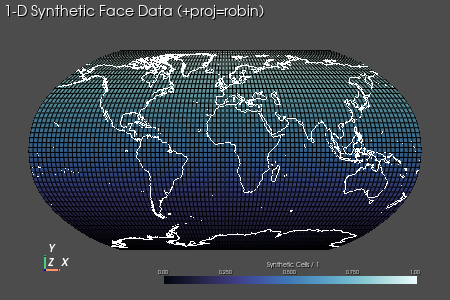 1-D Synthetic Face Data (+proj=robin)
Y
Z X
Synthetic Cells / 1
0.00 0.250 0.500 0.750 1.00